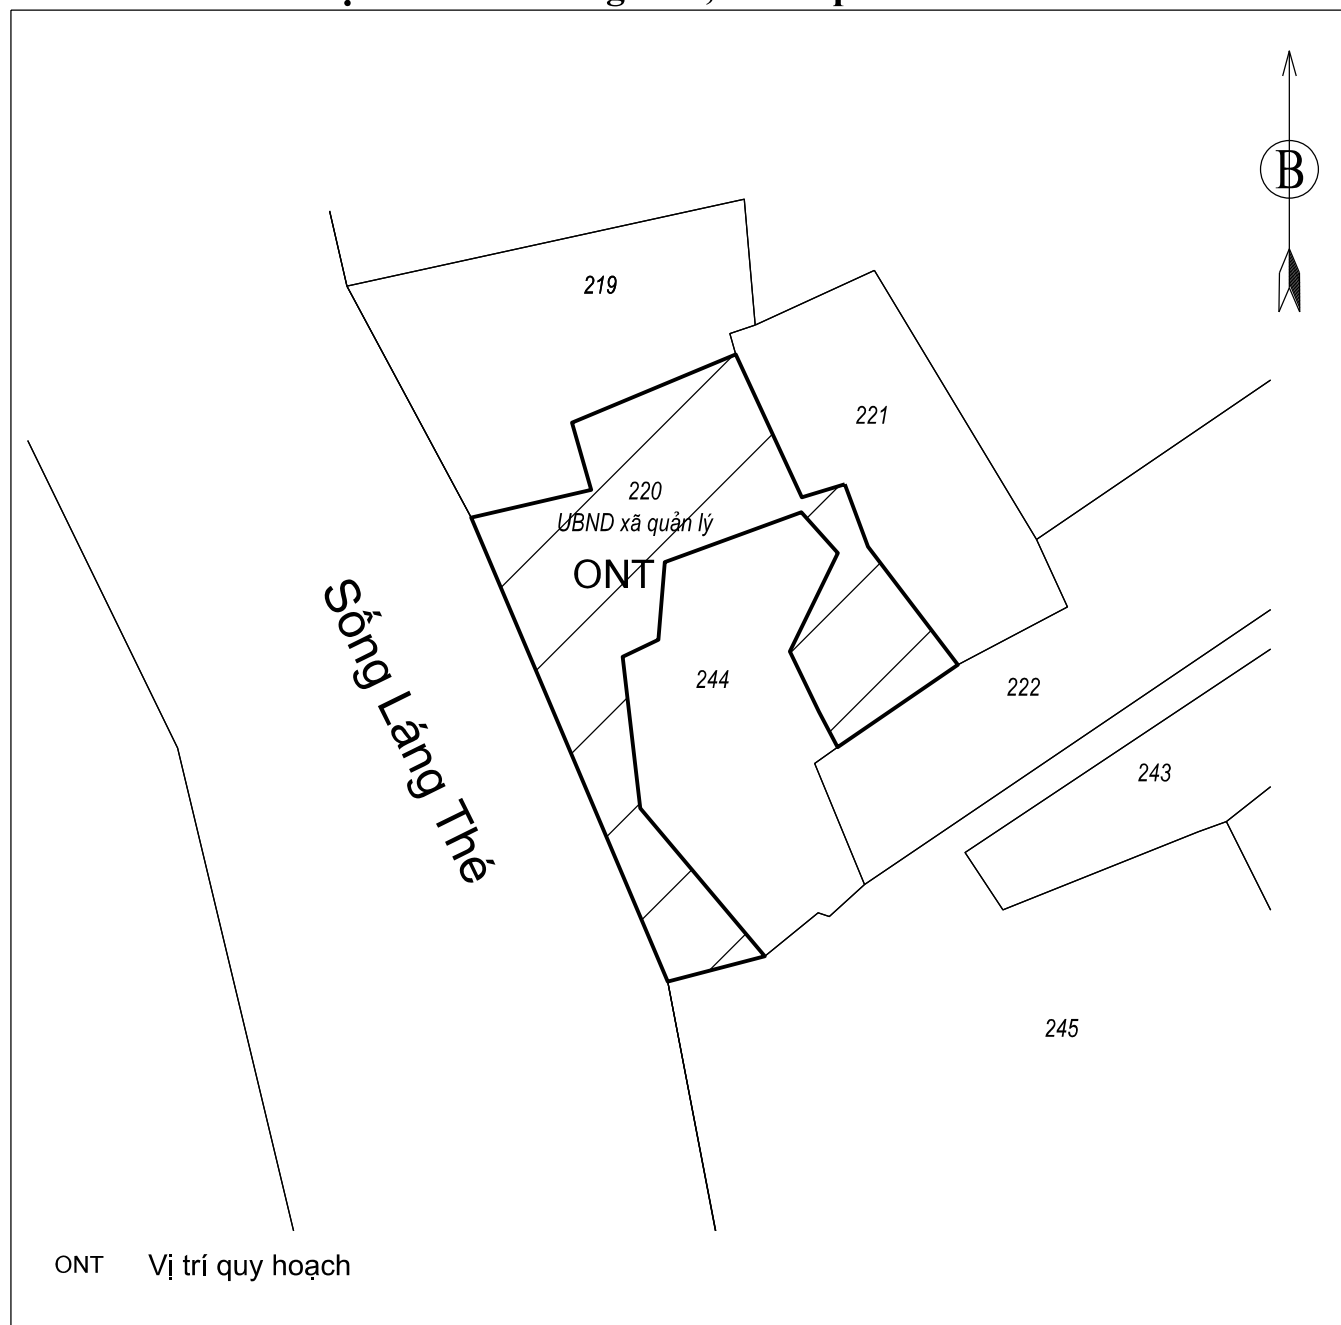 B
219
221
220
UBND xã quản lý
ONT
Sống Láng Thé
244
222
243
245
ONT Vị trí quy hoạch